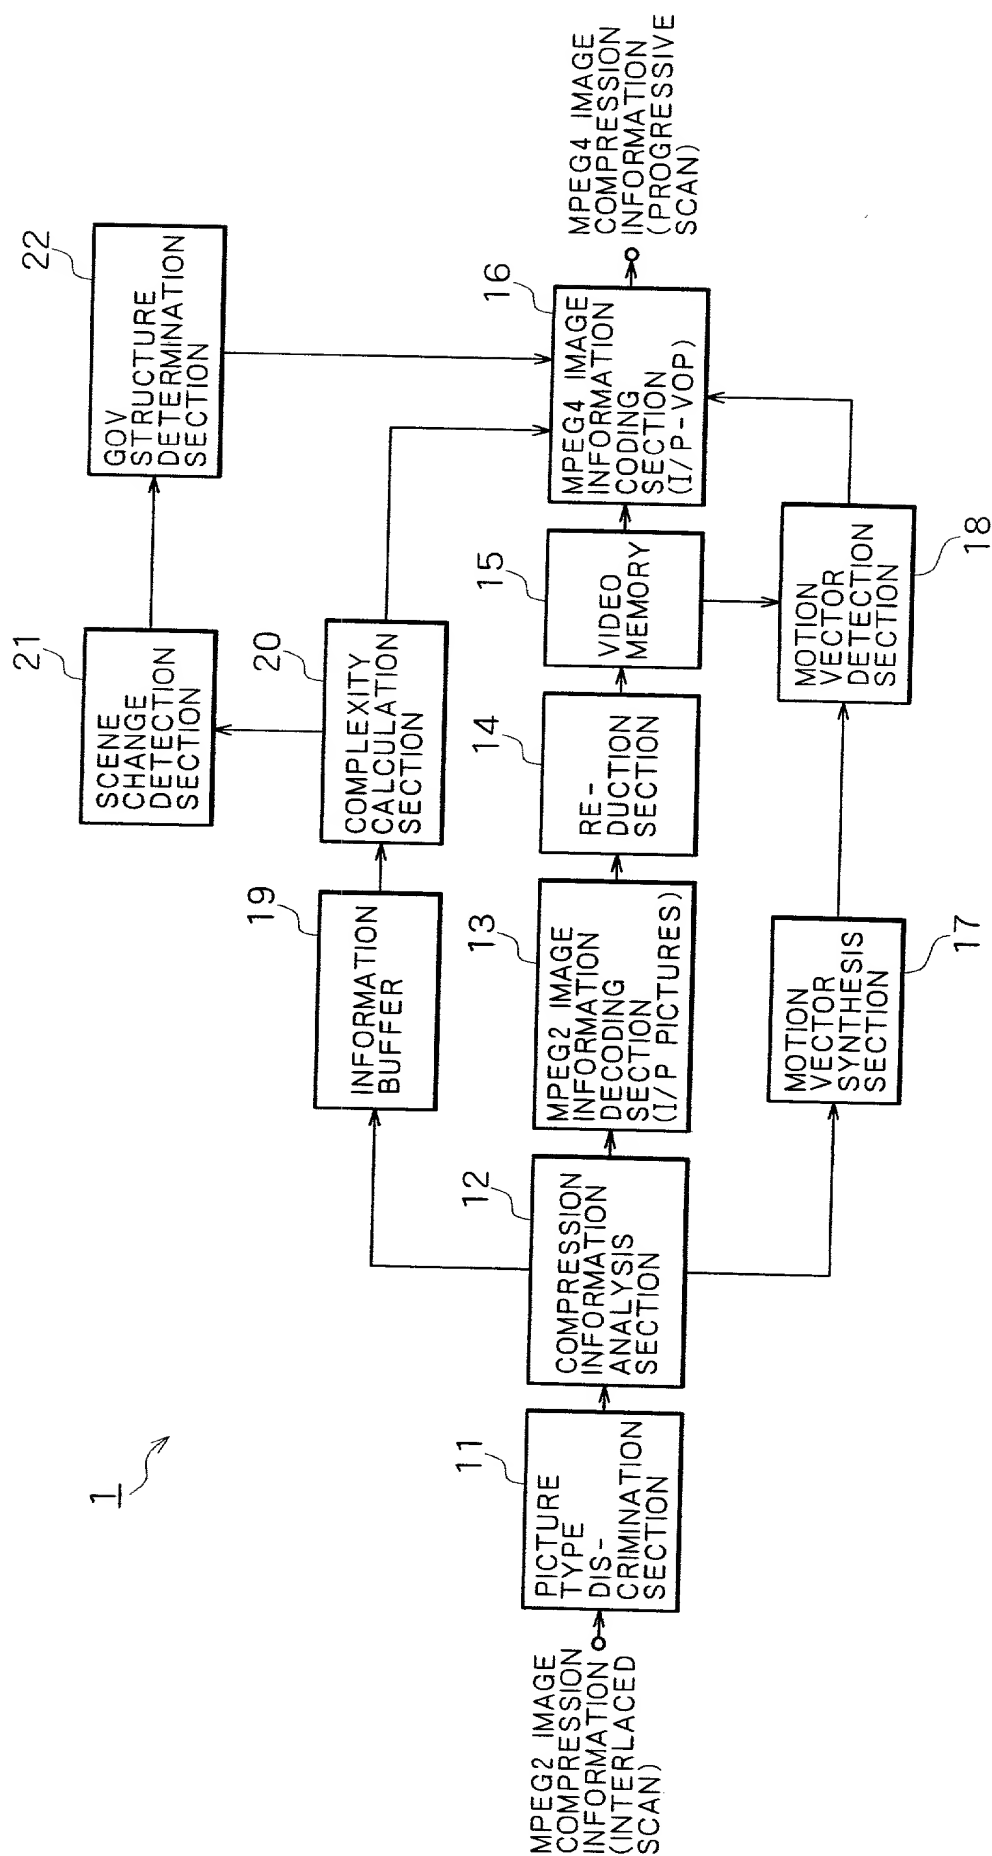 1
MPEG2 IMAGE
COMPRESSION
INFORMATION
(INTERLACED
SCAN)
11
PICTURE
TYPE
DIS-
CRIMINATION
SECTION
12
COMPRESSION
INFORMATION
ANALYSIS
SECTION
13
MPEG2 IMAGE
INFORMATION
DECODING
SECTION
(I/P PICTURES)
14
RE-
DUCTION
SECTION
15
VIDEO
MEMORY
16
MPEG4 IMAGE
INFORMATION
CODING
SECTION
(I/P-VOP)
MPEG4 IMAGE
COMPRESSION
INFORMATION
(PROGRESSIVE
SCAN)
17
MOTION
VECTOR
SYNTHESIS
SECTION
18
MOTION
VECTOR
DETECTION
SECTION
19
INFORMATION
BUFFER
20
COMPLEXITY
CALCULATION
SECTION
21
SCENE
CHANGE
DETECTION
SECTION
22
GOV
STRUCTURE
DETERMINATION
SECTION